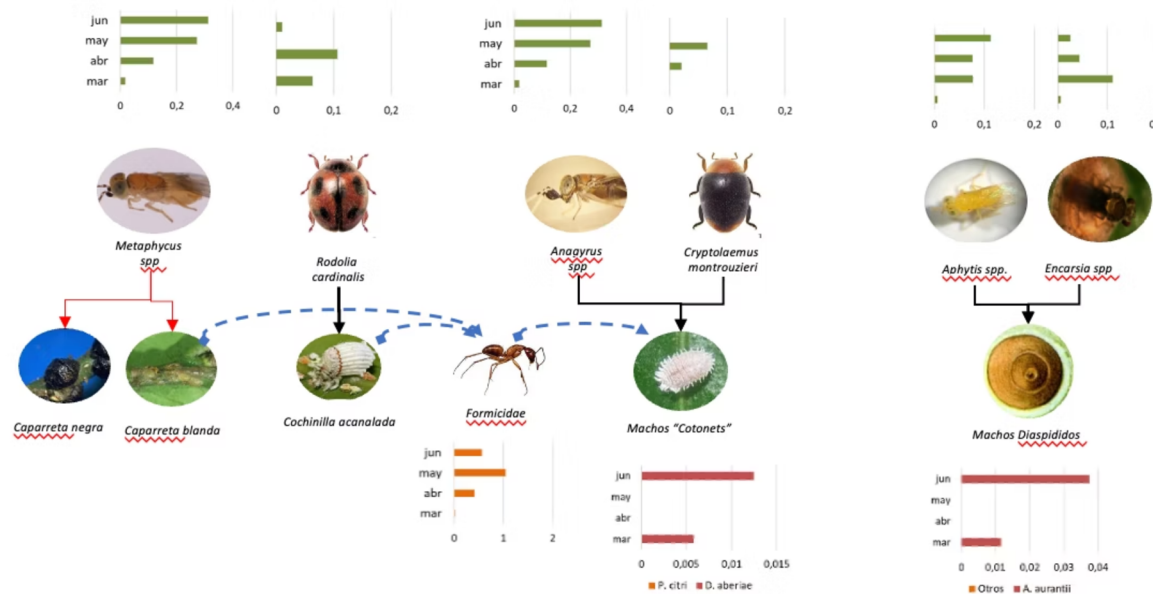 jun
may
abr
mar
0
0,2
0,4
0
0,1
0,2
jun
may
abr
mar
0
0,2
0,4
0
0,1
0,2
0
0,1
0,2
0
0,1
0
Metaphycus
spp
Rodolia
cardinalis
Anagyrus
spp
Cryptolaemus
montrouzieri
Aphytis spp.
Encarsia spp
Caparreta negra
Caparreta blanda
Cochinilla acanalada
Formicidae
Machos "Cotonets"
Machos Diaspididos
jun
may
abr
mar
0
1
2
jun
may
abr
mar
0
0,005
0,01
0,015
P. citri D. aberiae
jun
may
abr
mar
0
0,01
0,02
0,03
0,04
Otros A. aurantii